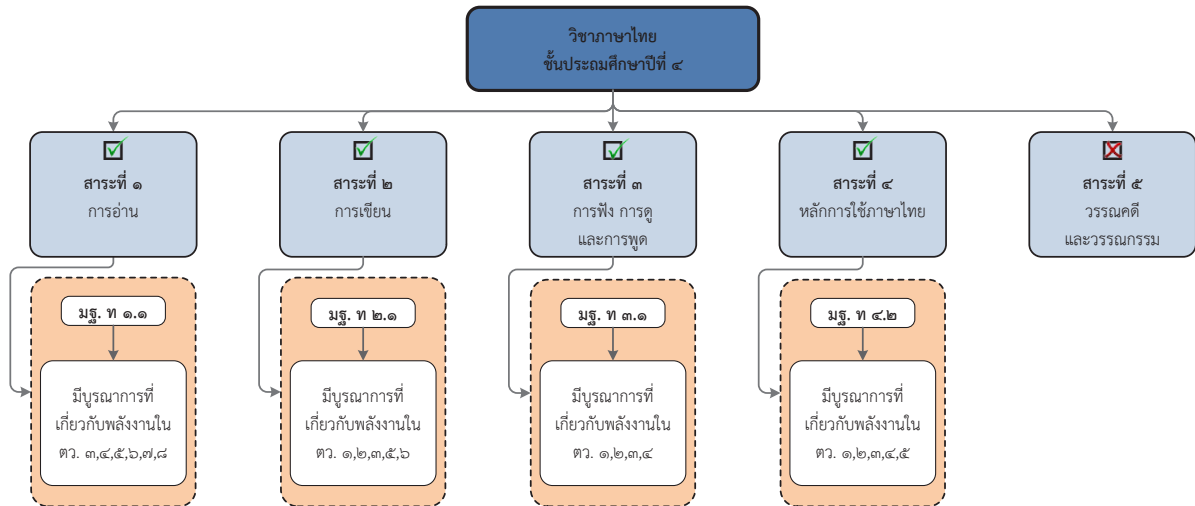 วิชาภาษาไทย
ชั้นประถมศึกษาปีที่ ๔
สาระที่ ๑
การอ่าน
สาระที่ ๒
การเขียน
สาระที่ ๓
การฟัง การดู
และการพูด
สาระที่ ๔
หลักการใช้ภาษาไทย
สาระที่ ๕
วรรณคดี
และวรรณกรรม
มฐ. ท ๑.๑
มีบูรณาการที่
เกี่ยวกับพลังงานใน
ตว. ๓,๔,๕,๖,๗,๘
มฐ. ท ๒.๑
มีบูรณาการที่
เกี่ยวกับพลังงานใน
ตว. ๑,๒,๓,๕,๖
มฐ. ท ๓.๑
มีบูรณาการที่
เกี่ยวกับพลังงานใน
ตว. ๑,๒,๓,๔
มฐ. ท ๔.๒
มีบูรณาการที่
เกี่ยวกับพลังงานใน
ตว. ๑,๒,๓,๔,๕